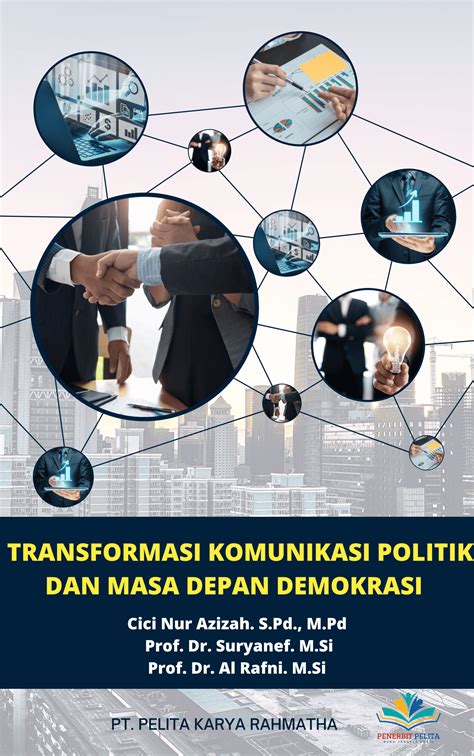 TRANSFORMASI KOMUNIKASI POLITIK
DAN MASA DEPAN DEMOKRASI
Cici Nur Azizah. S.Pd., M.Pd
Prof. Dr. Suryanef. M.Si
Prof. Dr. Al Rafni. M.Si
PT. PELITA KARYA RAHMATHA
PENERBIT PELITA